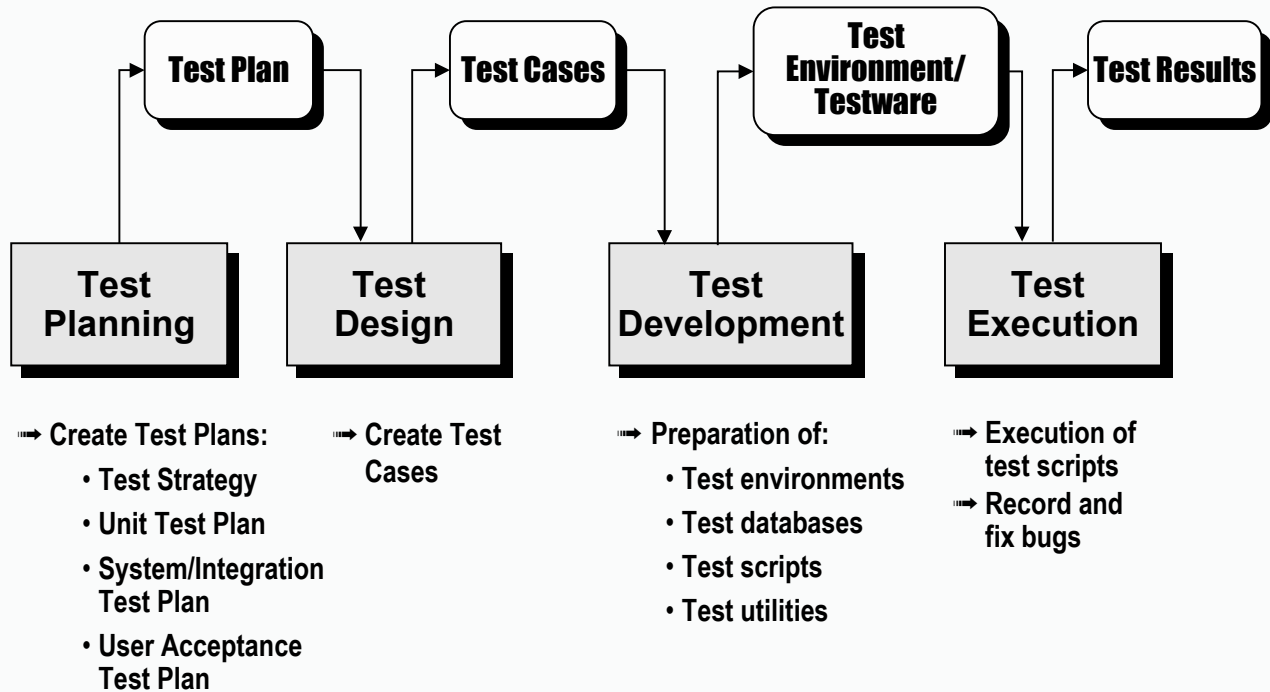 Test Plan
Test Cases
Test
Environment/
Testware
Test Results
Test
Planning
Test
Design
Test
Development
Test
Execution
➟ Create Test Plans:
• Test Strategy
• Unit Test Plan
• System/Integration
Test Plan
• User Acceptance
Test Plan
➟ Create Test
Cases
➟ Preparation of:
• Test environments
• Test databases
• Test scripts
• Test utilities
➟ Execution of
test scripts
➟ Record and
fix bugs